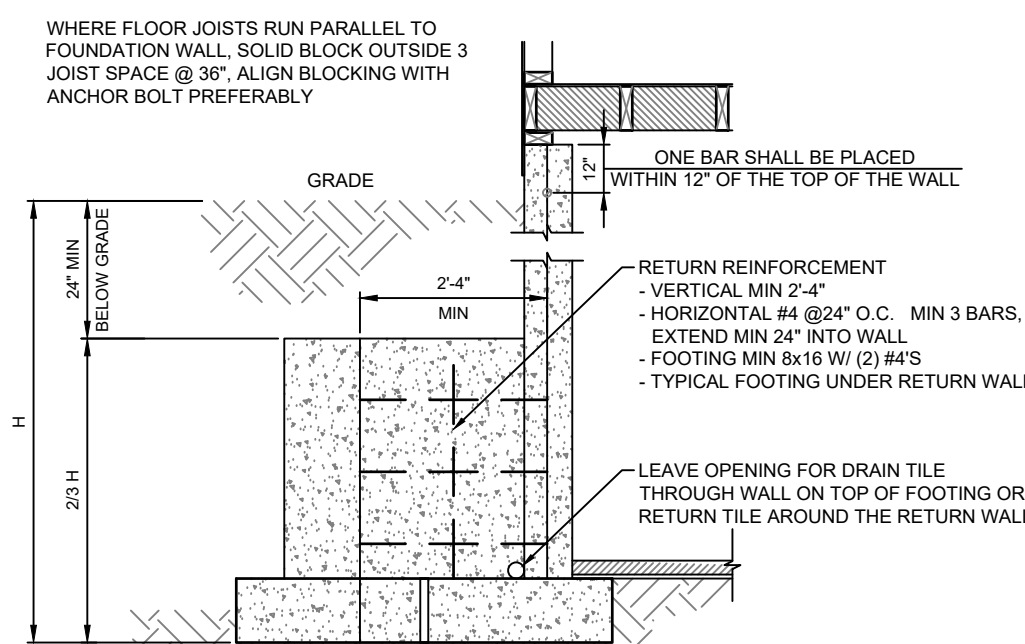 WHERE FLOOR JOISTS RUN PARALLEL TO
FOUNDATION WALL, SOLID BLOCK OUTSIDE 3
JOIST SPACE @ 36", ALIGN BLOCKING WITH
ANCHOR BOLT PREFERABLY
12"
ONE BAR SHALL BE PLACED
WITHIN 12" OF THE TOP OF THE WALL
GRADE
24" MIN
BELOW GRADE
2'-4"
MIN
RETURN REINFORCEMENT
- VERTICAL MIN 2'-4"
- HORIZONTAL #4 @24" O.C. MIN 3 BARS,
EXTEND MIN 24" INTO WALL
- FOOTING MIN 8x16 W/ (2) #4'S
- TYPICAL FOOTING UNDER RETURN WALL
H
2/3 H
LEAVE OPENING FOR DRAIN TILE
THROUGH WALL ON TOP OF FOOTING OR
RETURN TILE AROUND THE RETURN WALL